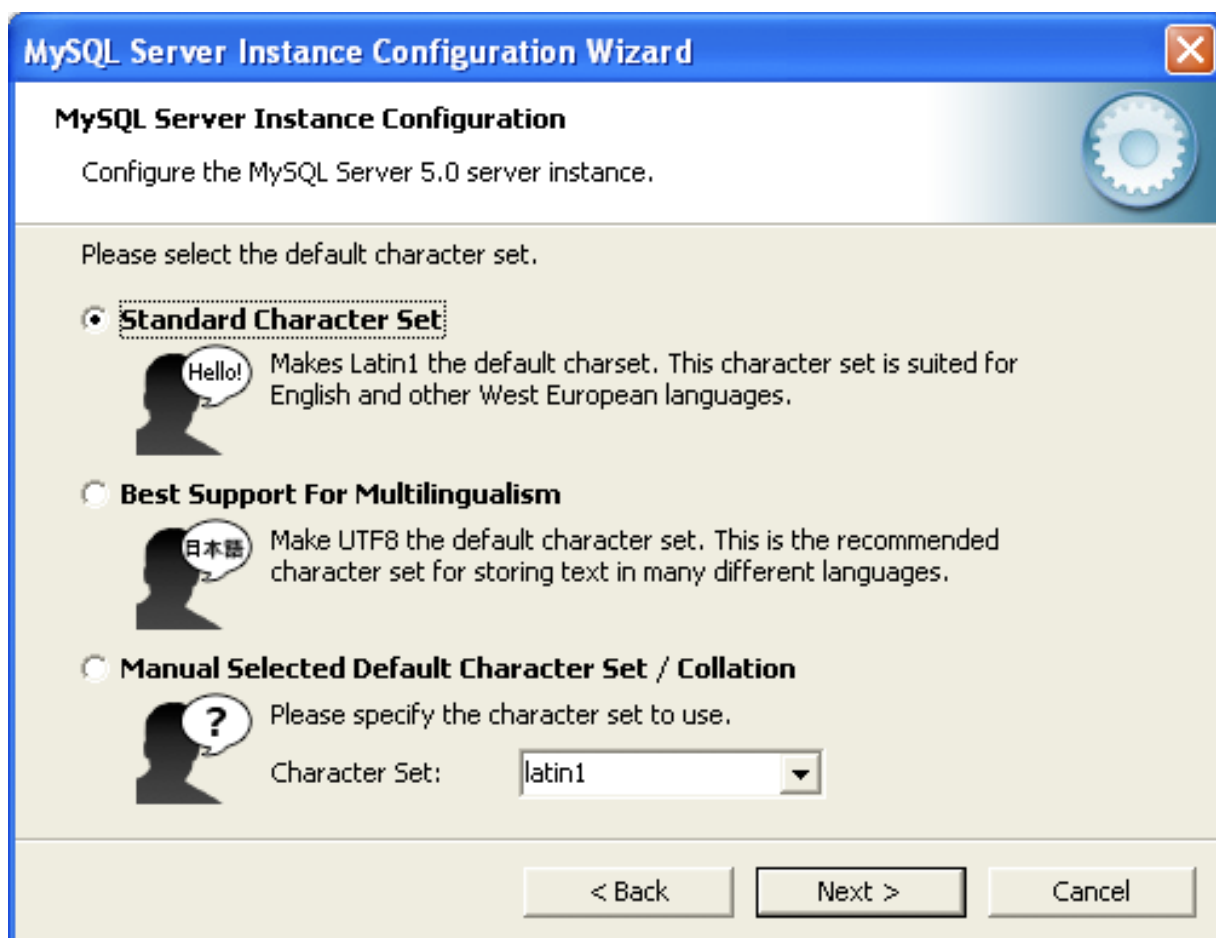 MySQL Server Instance Configuration Wizard
MySQL Server Instance Configuration
Configure the MySQL Server 5.0 server instance.
Please select the default character set.
Standard Character Set
Hello!
Makes Latin1 the default charset. This character set is suited for
English and other West European languages.
Best Support For Multilingualism
日本語
Make UTF8 the default character set. This is the recommended
character set for storing text in many different languages.
Manual Selected Default Character Set / Collation
?
Please specify the character set to use.
Character Set: latin1
< Back Next > Cancel